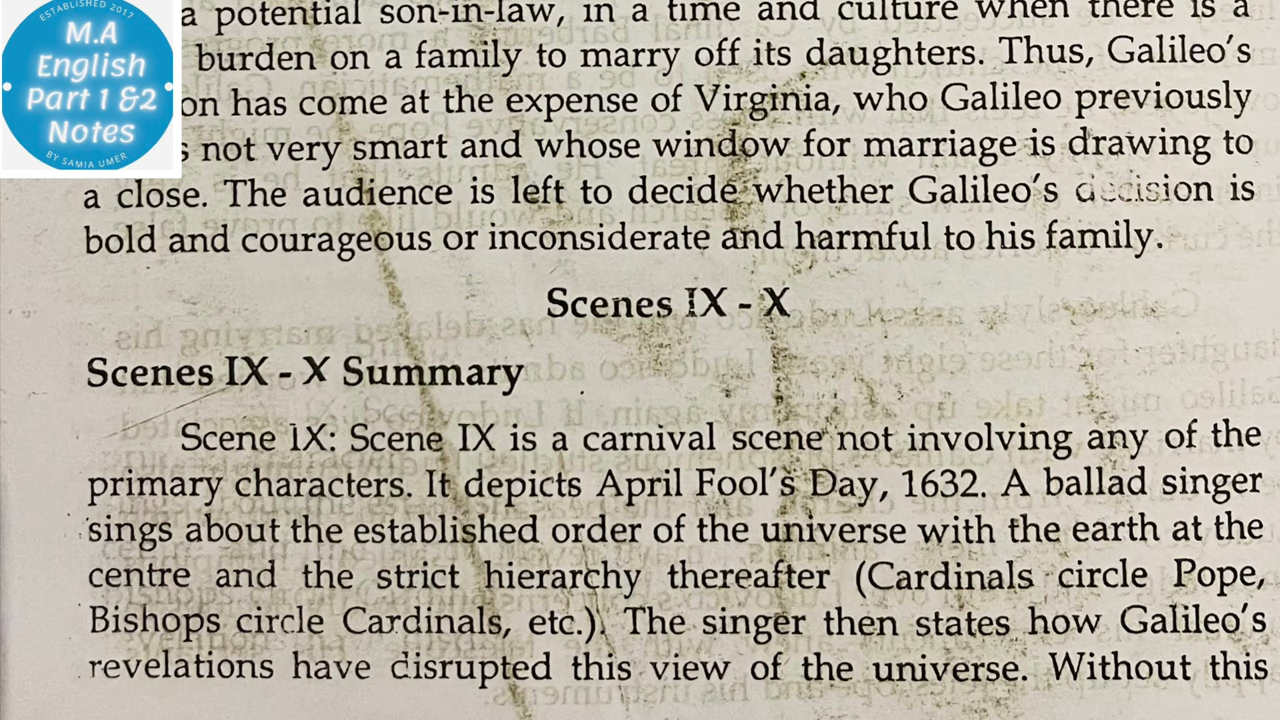 ESTABLISHED 2017
M.A
English
Part 1 &2
Notes
BY SAMIA UMER
a potential son-in-law, in a time and culture when there is a
burden on a family to marry off its daughters. Thus, Galileo's
on has come at the expense of Virginia, who Galileo previously
s not very smart and whose window for marriage is drawing to
a close. The audience is left to decide whether Galileo's decision is
bold and courageous or inconsiderate and harmful to his family.
Scenes IX - X
Scenes IX - X Summary
Scene IX: Scene IX is a carnival scene not involving any of the
primary characters. It depicts April Fool's Day, 1632. A ballad singer
sings about the established order of the universe with the earth at the
centre and the strict hierarchy thereafter (Cardinals circle Pope,
Bishops circle Cardinals, etc.). The singer then states how Galileo's
revelations have disrupted this view of the universe. Without this